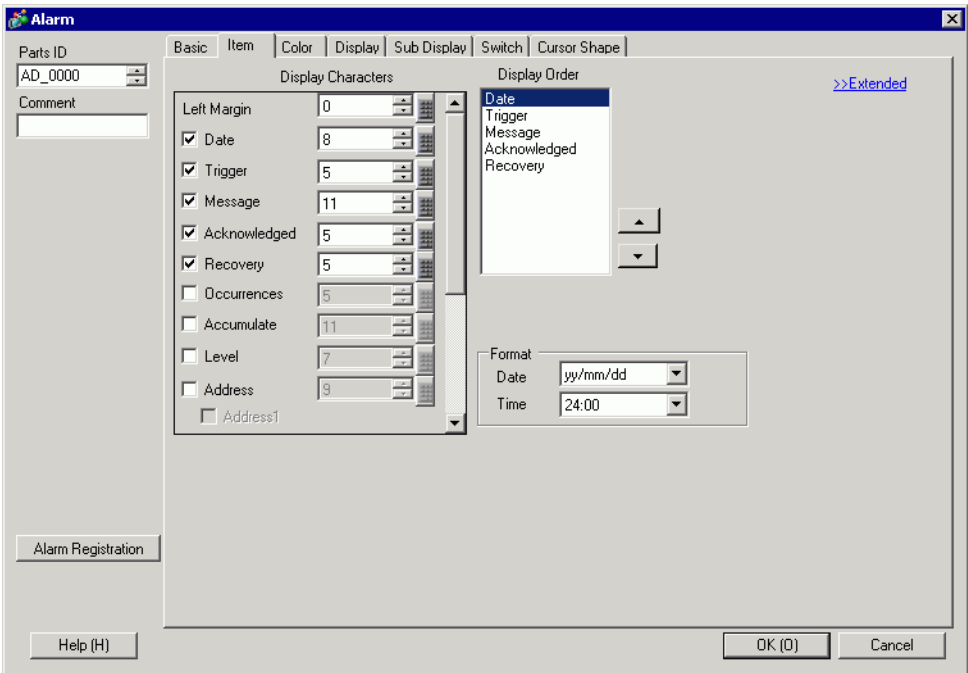 Alarm
Parts ID
AD_0000
Comment
Basic Item Color Display Sub Display Switch Cursor Shape
Display Characters
Left Margin 0
Date 8
Trigger 5
Message 11
Acknowledged 5
Recovery 5
Occurrences 5
Accumulate 11
Level 7
Address 9
Address1
Display Order
Date
Trigger
Message
Acknowledged
Recovery
>>Extended
Format
Date yy/mm/dd
Time 24:00
Alarm Registration
Help (H)
OK (O)
Cancel